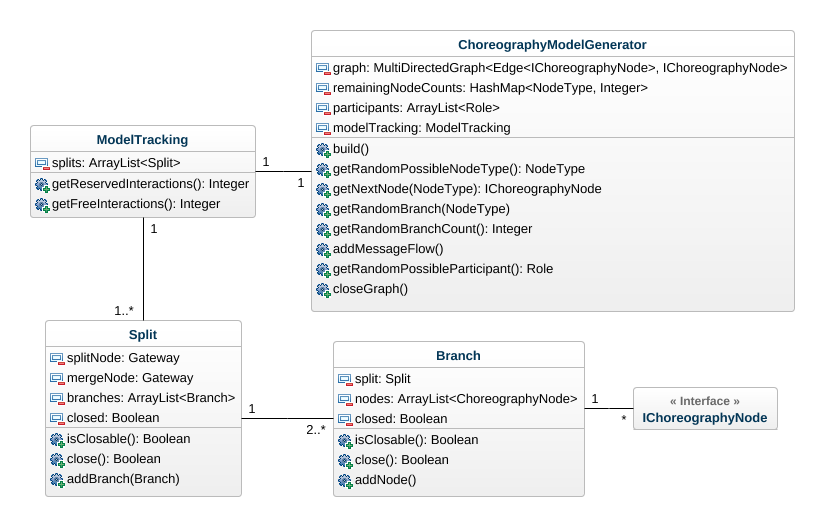 ChoreographyModelGenerator
graph: MultiDirectedGraph<Edge<IChoreographyNode>, IChoreographyNode>
remainingNodeCounts: HashMap<NodeType, Integer>
participants: ArrayList<Role>
modelTracking: ModelTracking
build()
getRandomPossibleNodeType(): NodeType
getNextNode(NodeType): IChoreographyNode
getRandomBranch(NodeType)
getRandomBranchCount(): Integer
addMessageFlow()
getRandomPossibleParticipant(): Role
closeGraph()
ModelTracking
splits: ArrayList<Split>
getReservedInteractions(): Integer
getFreeInteractions(): Integer
1
1
1
1..*
Split
splitNode: Gateway
mergeNode: Gateway
branches: ArrayList<Branch>
closed: Boolean
isClosable(): Boolean
close(): Boolean
addBranch(Branch)
1
2..*
Branch
split: Split
nodes: ArrayList<ChoreographyNode>
closed: Boolean
isClosable(): Boolean
close(): Boolean
addNode()
1
*
« Interface »
IChoreographyNode